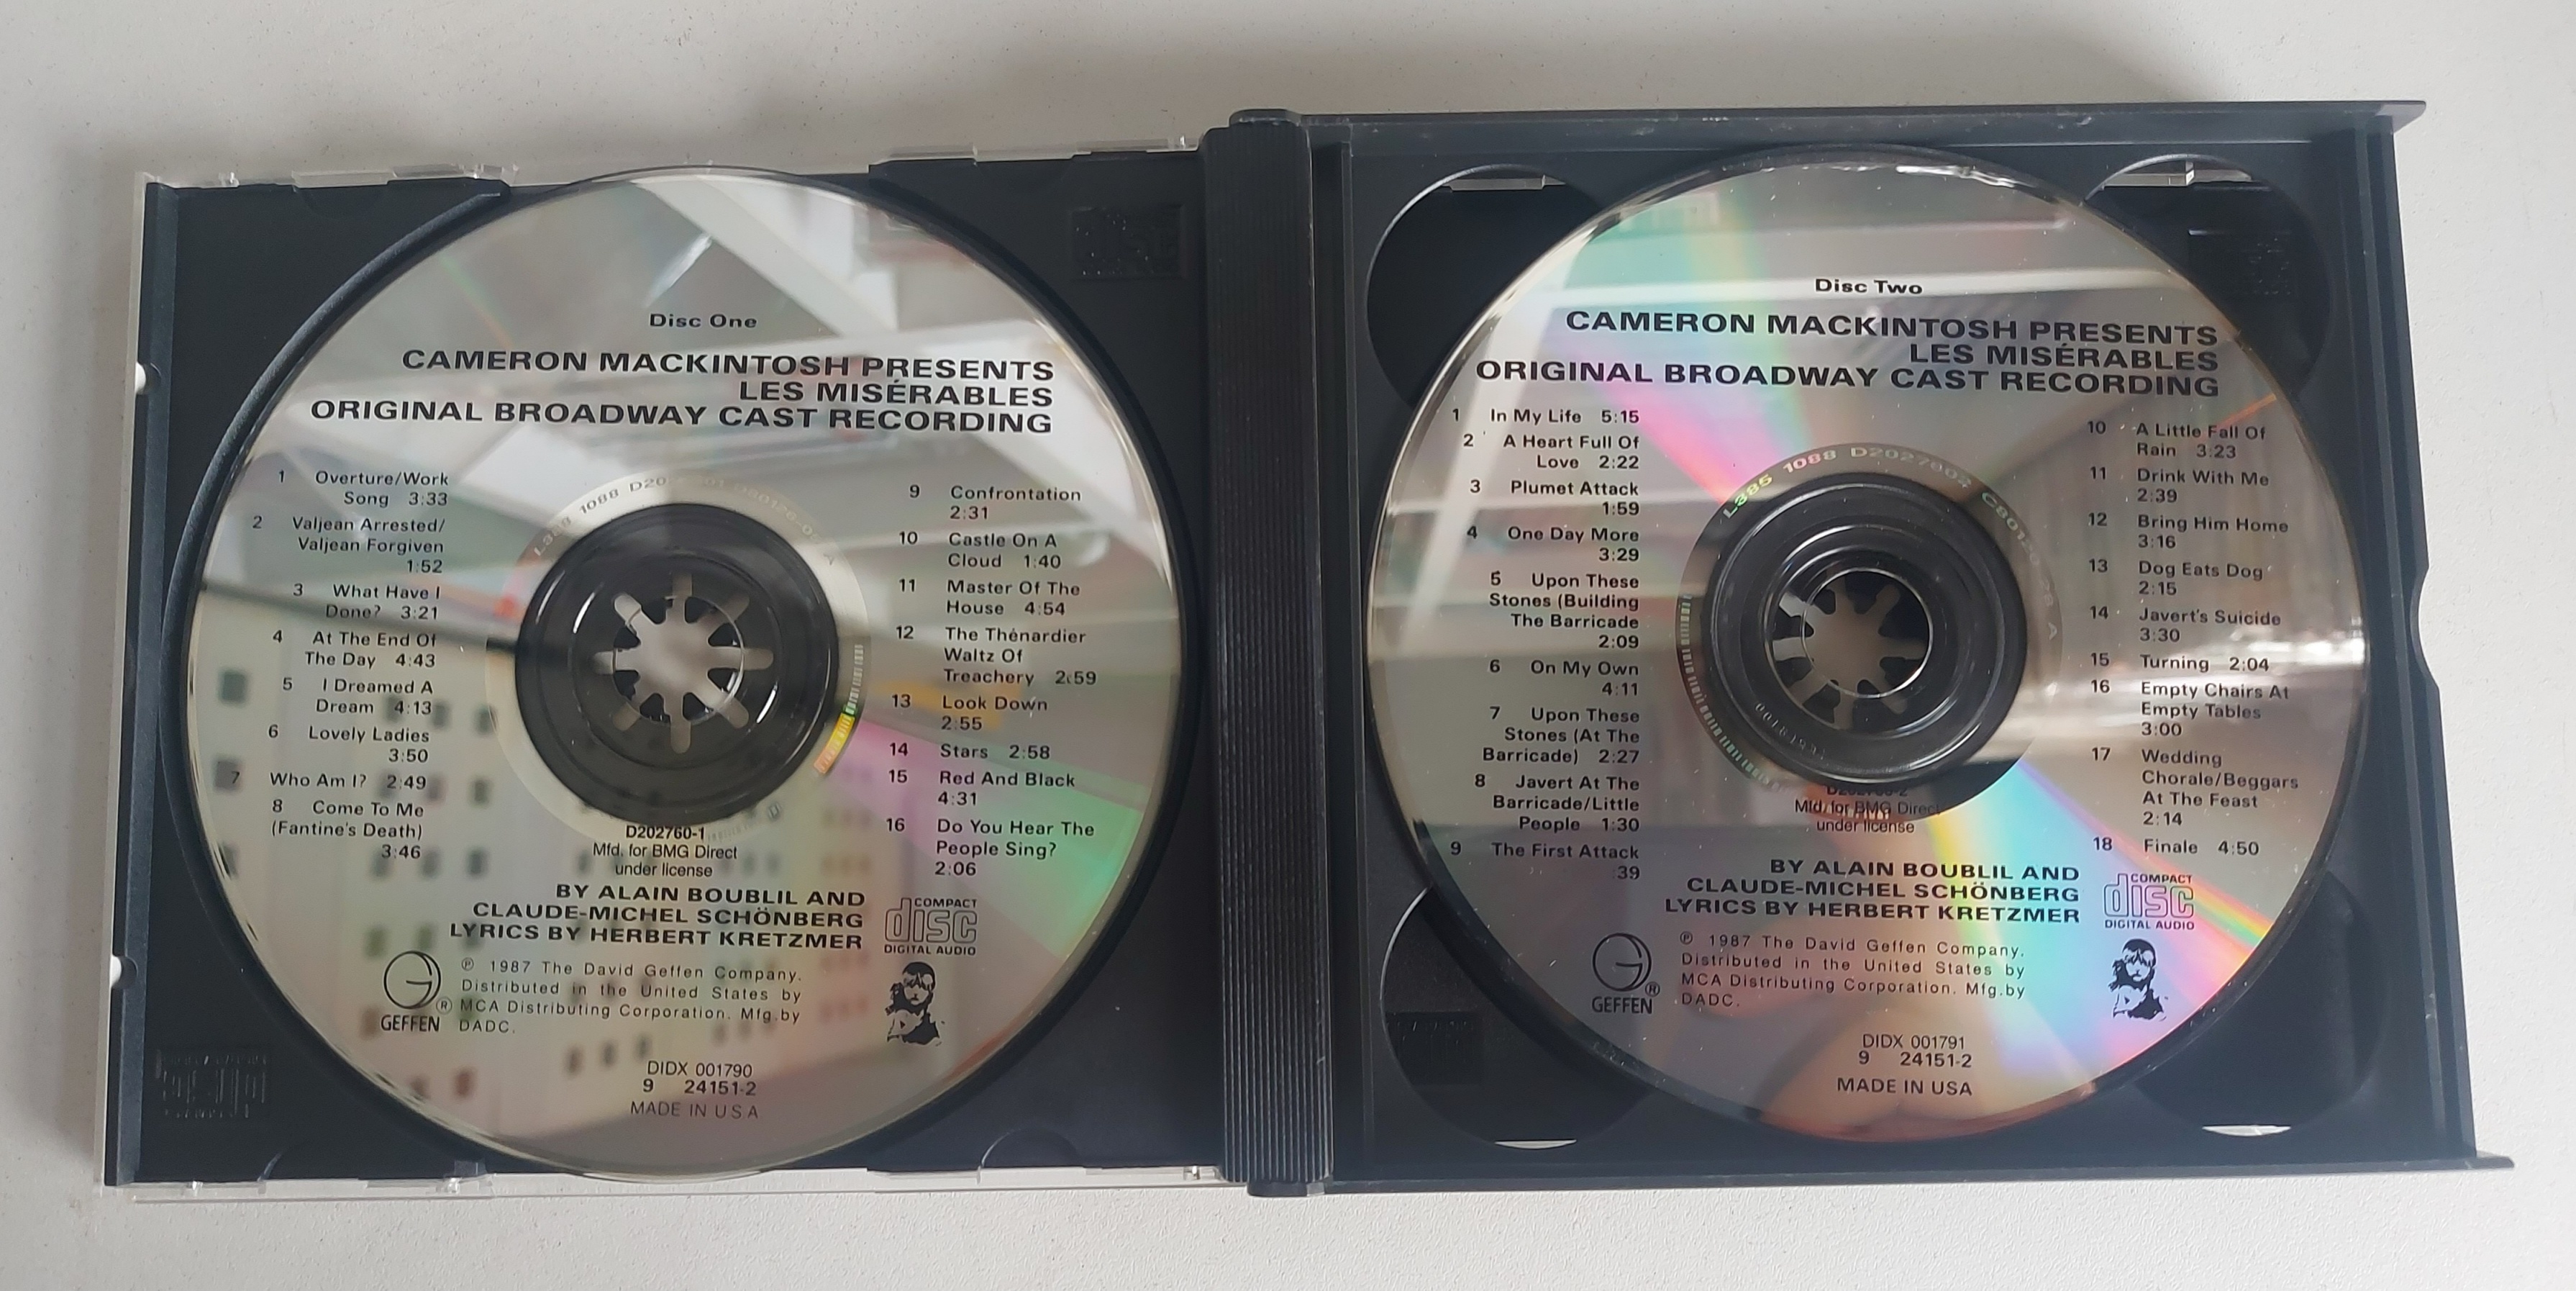 Disc One
CAMERON MACKINTOSH PRESENTS
LES MISÉRABLES
ORIGINAL BROADWAY CAST RECORDING
1 Overture/Work
Song 3:33
2 Valjean Arrested/
Valjean Forgiven
1:52
3 What Have I
Done? 3:21
4 At The End Of
The Day 4:43
5 I Dreamed A
Dream 4:13
6 Lovely Ladies
3:50
7 Who Am I? 2:49
8 Come To Me
(Fantine's Death)
3:46
9 Confrontation
2:31
10 Castle On A
Cloud 1:40
11 Master Of The
House 4:54
12 The Thénardier
Waltz Of
Treachery 2:59
13 Look Down
2:55
14 Stars 2:58
15 Red And Black
4:31
16 Do You Hear The
People Sing?
2:06
D202760-1
Mfd. for BMG Direct
under license
BY ALAIN BOUBLIL AND
CLAUDE-MICHEL SCHÖNBERG
LYRICS BY HERBERT KRETZMER
COMPACT
disc
DIGITAL AUDIO
GEFFEN ®
℗ 1987 The David Geffen Company.
Distributed in the United States by
MCA Distributing Corporation. Mfg.by
DADC.
DIDX 001790
9 24151-2
MADE IN USA
Disc Two
CAMERON MACKINTOSH PRESENTS
LES MISÉRABLES
ORIGINAL BROADWAY CAST RECORDING
1 In My Life 5:15
2 A Heart Full Of
Love 2:22
3 Plumet Attack
1:59
4 One Day More
3:29
5 Upon These
Stones (Building
The Barricade
2:09
6 On My Own
4:11
7 Upon These
Stones (At The
Barricade) 2:27
8 Javert At The
Barricade/Little
People 1:30
9 The First Attack
:39
10 A Little Fall Of
Rain 3:23
11 Drink With Me
2:39
12 Bring Him Home
3:16
13 Dog Eats Dog
2:15
14 Javert's Suicide
3:30
15 Turning 2:04
16 Empty Chairs At
Empty Tables
3:00
17 Wedding
Chorale/Beggars
At The Feast
2:14
18 Finale 4:50
L385 1088 D2027602
Mfd. for BMG Direct
under license
BY ALAIN BOUBLIL AND
CLAUDE-MICHEL SCHÖNBERG
LYRICS BY HERBERT KRETZMER
COMPACT
disc
DIGITAL AUDIO
GEFFEN ®
℗ 1987 The David Geffen Company.
Distributed in the United States by
MCA Distributing Corporation. Mfg.by
DADC.
DIDX 001791
9 24151-2
MADE IN USA